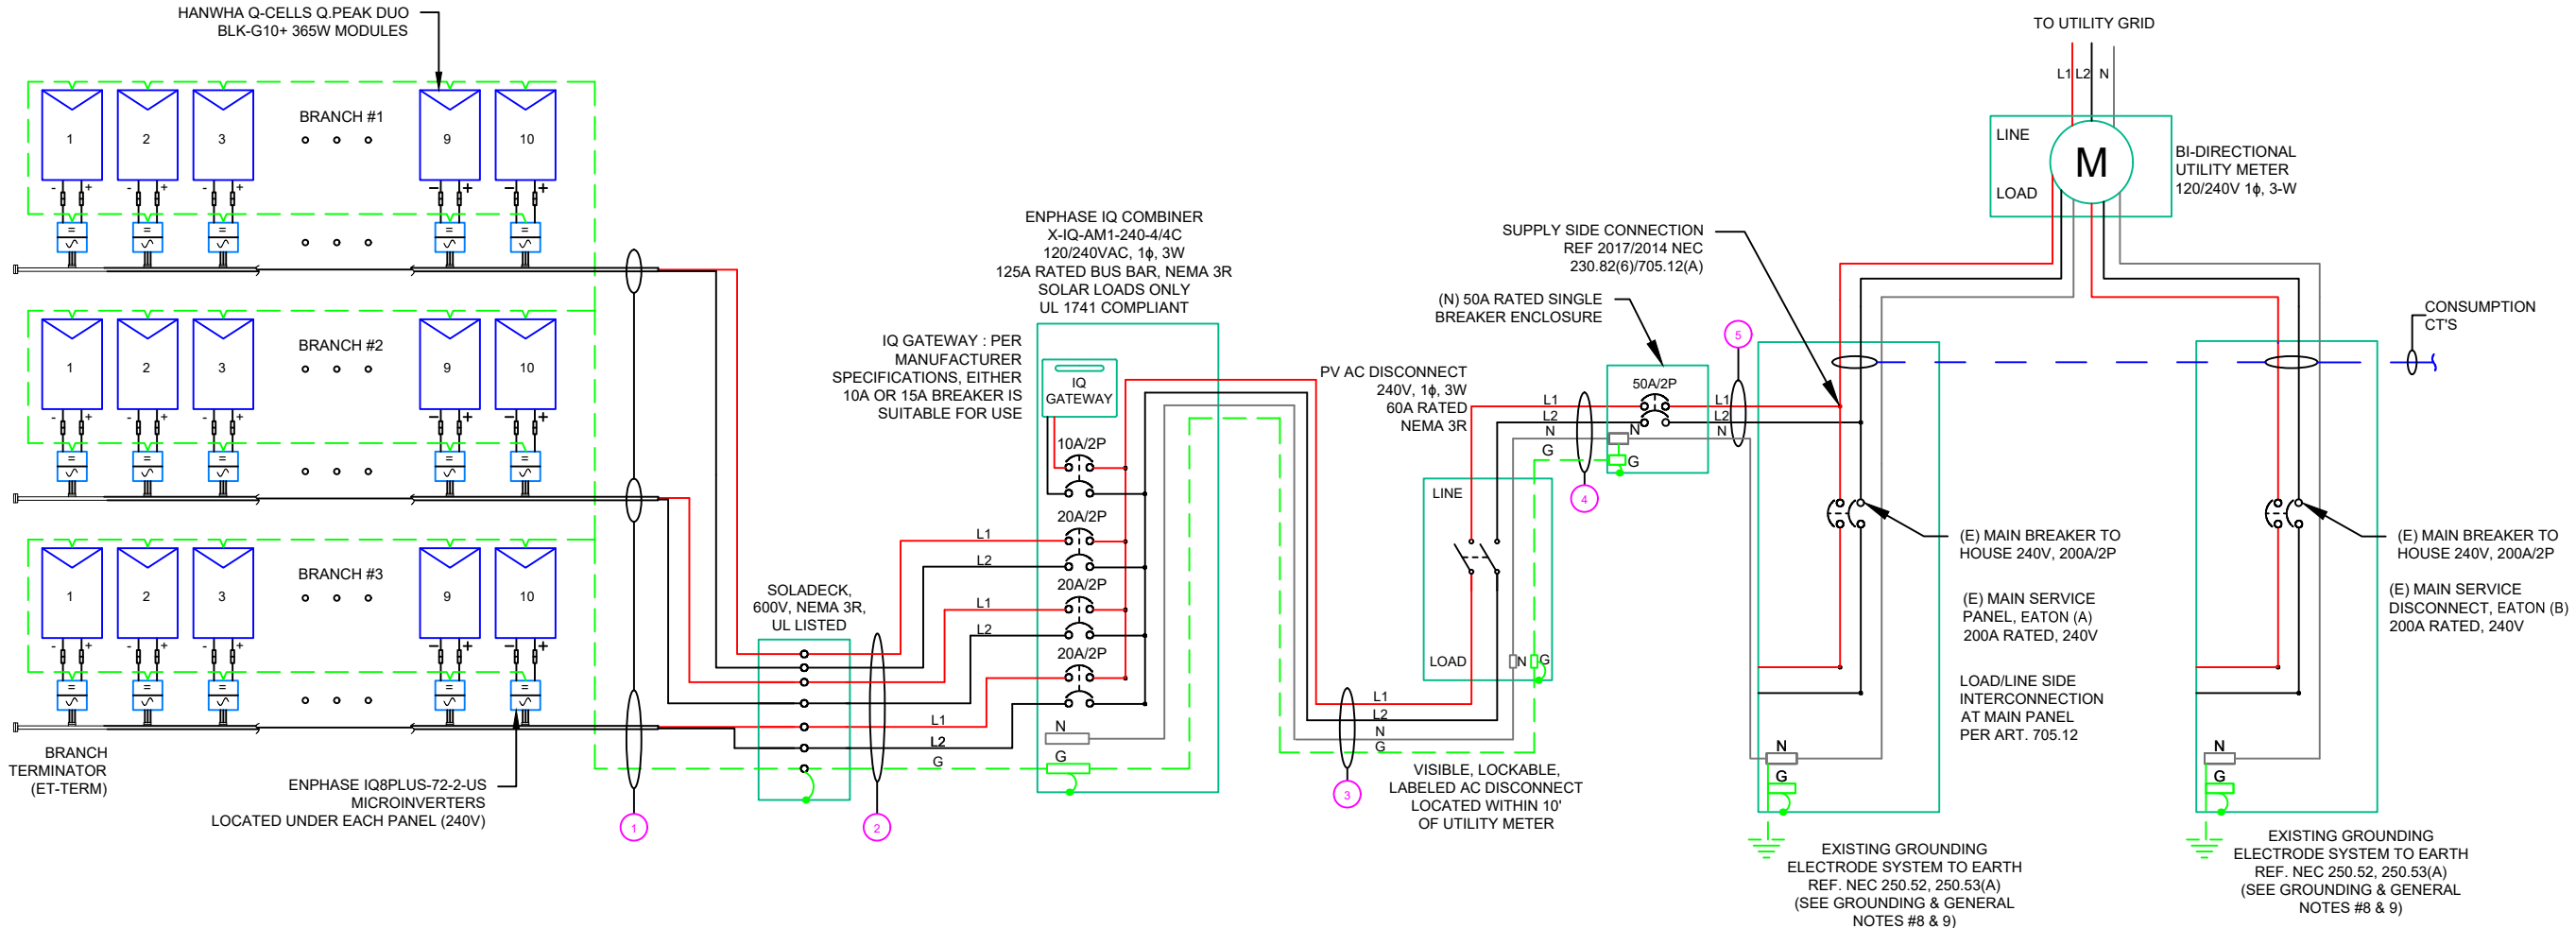 HANWHA Q-CELLS Q.PEAK DUO
BLK-G10+ 365W MODULES
BRANCH #1
1
2
3
9
10
- +
- +
- +
- +
- +
BRANCH #2
1
2
3
9
10
- +
- +
- +
- +
- +
BRANCH #3
1
2
3
9
10
- +
- +
- +
- +
- +
BRANCH
TERMINATOR
(ET-TERM)
ENPHASE IQ8PLUS-72-2-US
MICROINVERTERS
LOCATED UNDER EACH PANEL (240V)
1
SOLADECK,
600V, NEMA 3R,
UL LISTED
2
L1
L2
L1
L2
L1
L2
G
ENPHASE IQ COMBINER
X-IQ-AM1-240-4/4C
120/240VAC, 1ϕ, 3W
125A RATED BUS BAR, NEMA 3R
SOLAR LOADS ONLY
UL 1741 COMPLIANT
IQ GATEWAY : PER
MANUFACTURER
SPECIFICATIONS, EITHER
10A OR 15A BREAKER IS
SUITABLE FOR USE
IQ
GATEWAY
10A/2P
20A/2P
20A/2P
20A/2P
N
G
L1
L2
N
G
3
PV AC DISCONNECT
240V, 1ϕ, 3W
60A RATED
NEMA 3R
LINE
LOAD
N
G
VISIBLE, LOCKABLE,
LABELED AC DISCONNECT
LOCATED WITHIN 10'
OF UTILITY METER
L1
L2
N
G
4
(N) 50A RATED SINGLE
BREAKER ENCLOSURE
50A/2P
N
G
L1
L2
N
5
SUPPLY SIDE CONNECTION
REF 2017/2014 NEC
230.82(6)/705.12(A)
TO UTILITY GRID
L1
L2
N
LINE
M
LOAD
BI-DIRECTIONAL
UTILITY METER
120/240V 1ϕ, 3-W
CONSUMPTION
CT'S
(E) MAIN BREAKER TO
HOUSE 240V, 200A/2P
(E) MAIN SERVICE
PANEL, EATON (A)
200A RATED, 240V
LOAD/LINE SIDE
INTERCONNECTION
AT MAIN PANEL
PER ART. 705.12
N
G
EXISTING GROUNDING
ELECTRODE SYSTEM TO EARTH
REF. NEC 250.52, 250.53(A)
(SEE GROUNDING & GENERAL
NOTES #8 & 9)
(E) MAIN BREAKER TO
HOUSE 240V, 200A/2P
(E) MAIN SERVICE
DISCONNECT, EATON (B)
200A RATED, 240V
N
G
EXISTING GROUNDING
ELECTRODE SYSTEM TO EARTH
REF. NEC 250.52, 250.53(A)
(SEE GROUNDING & GENERAL
NOTES #8 & 9)